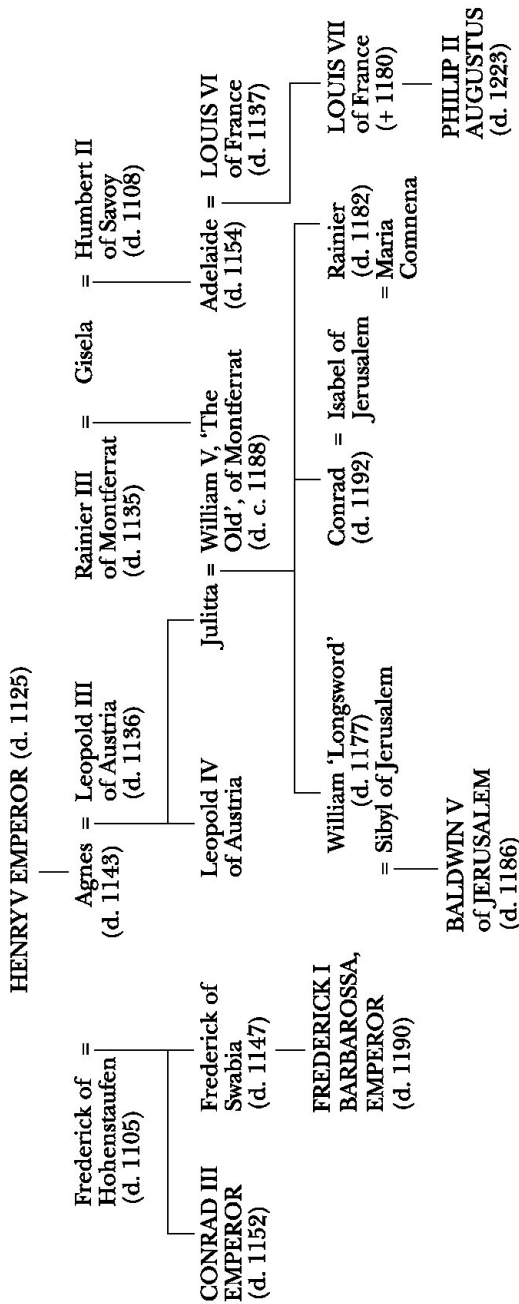 HENRY V EMPEROR (d. 1125)
Frederick of
Hohenstaufen
(d. 1105)
=
Agnes
(d. 1143)
=
Leopold III
of Austria
(d. 1136)
Rainier III
of Montferrat
(d. 1135)
=
Gisela
=
Humbert II
of Savoy
(d. 1108)
CONRAD III
EMPEROR
(d. 1152)
Frederick of
Swabia
(d. 1147)
Leopold IV
of Austria
Julitta
=
William V, ‘The
Old’, of Montferrat
(d. c. 1188)
Adelaide
(d. 1154)
=
LOUIS VI
of France
(d. 1137)
FREDERICK I
BARBAROSSA,
EMPEROR
(d. 1190)
William ‘Longsword’
(d. 1177)
= Sibyl of Jerusalem
Conrad
(d. 1192)
=
Isabel of
Jerusalem
Rainier
(d. 1182)
= Maria
Comnena
LOUIS VII
of France
(+ 1180)
BALDWIN V
of JERUSALEM
(d. 1186)
PHILIP II
AUGUSTUS
(d. 1223)